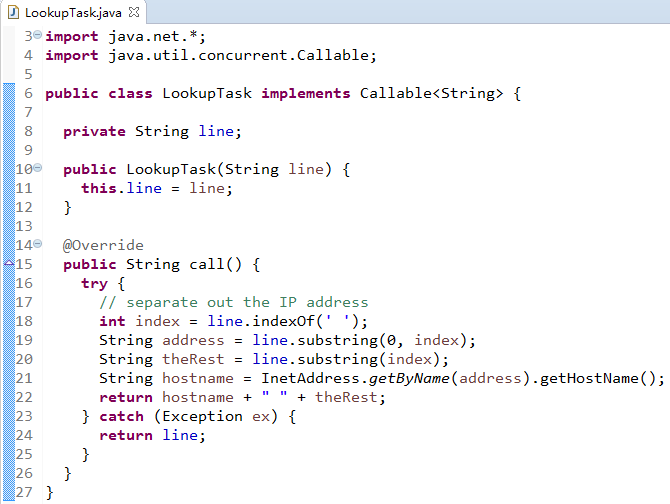 LookupTask.java
3 import java.net.*;
4 import java.util.concurrent.Callable;
5
6 public class LookupTask implements Callable<String> {
7
8   private String line;
9
10   public LookupTask(String line) {
11     this.line = line;
12   }
13
14   @Override
15   public String call() {
16     try {
17       // separate out the IP address
18       int index = line.indexOf(' ');
19       String address = line.substring(0, index);
20       String theRest = line.substring(index);
21       String hostname = InetAddress.getByName(address).getHostName();
22       return hostname + " " + theRest;
23     } catch (Exception ex) {
24       return line;
25     }
26   }
27 }